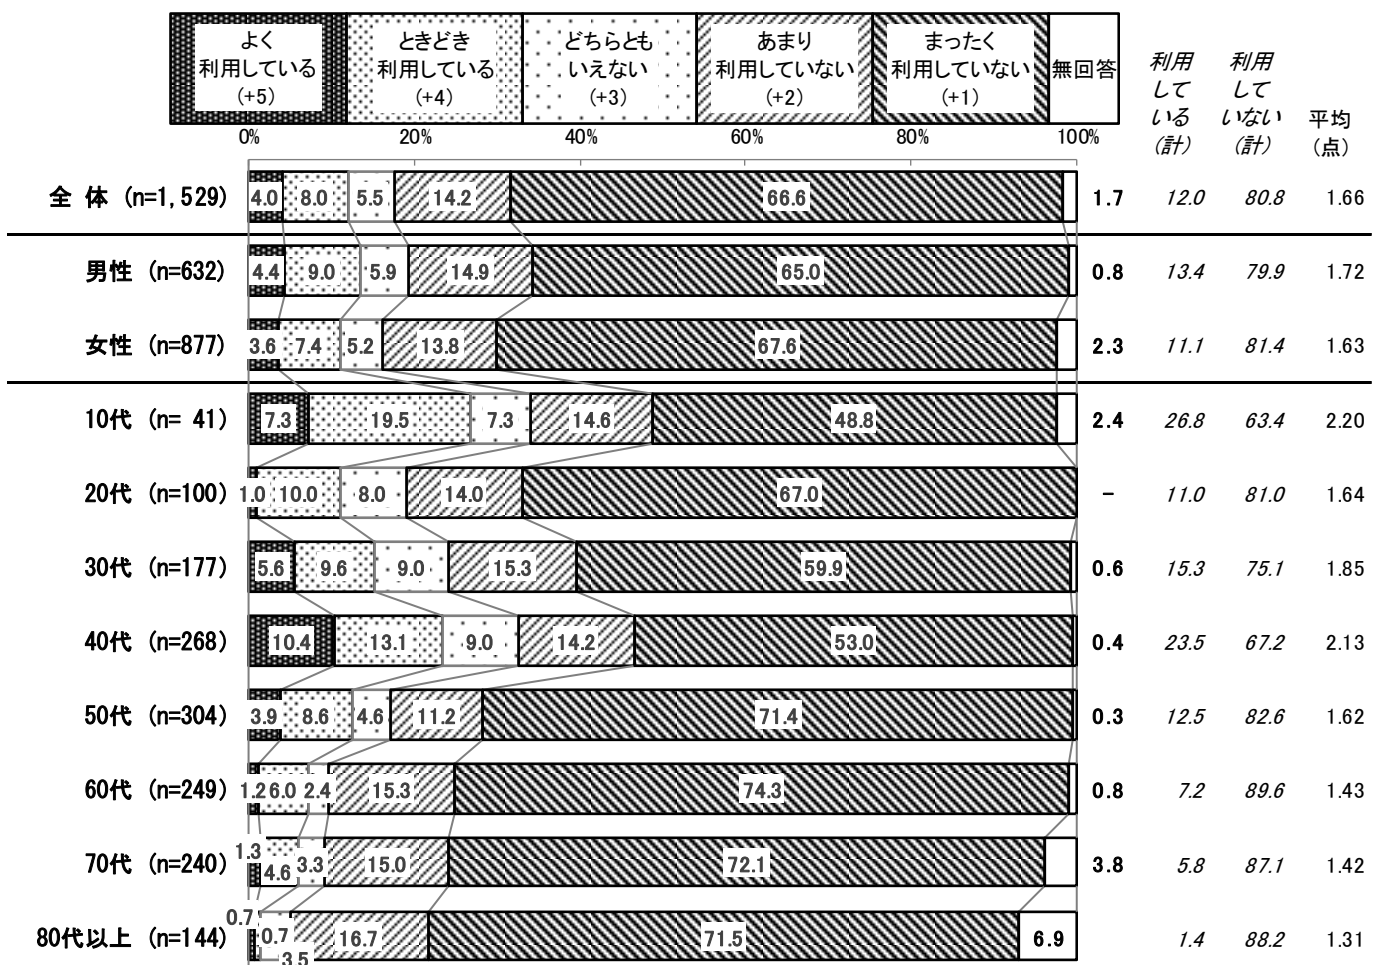 よく
利用している
(+5)
ときどき
利用している
(+4)
どちらとも
いえない
(+3)
あまり
利用していない
(+2)
まったく
利用していない
(+1)
無回答
利用
して
いる
(計)
利用
して
いない
(計)
平均
(点)
0% 20% 40% 60% 80% 100%
全 体 (n=1,529) 4.0 8.0 5.5 14.2 66.6 1.7 12.0 80.8 1.66
男性 (n=632) 4.4 9.0 5.9 14.9 65.0 0.8 13.4 79.9 1.72
女性 (n=877) 3.6 7.4 5.2 13.8 67.6 2.3 11.1 81.4 1.63
10代 (n= 41) 7.3 19.5 7.3 14.6 48.8 2.4 26.8 63.4 2.20
20代 (n=100) 1.0 10.0 8.0 14.0 67.0 - 11.0 81.0 1.64
30代 (n=177) 5.6 9.6 9.0 15.3 59.9 0.6 15.3 75.1 1.85
40代 (n=268) 10.4 13.1 9.0 14.2 53.0 0.4 23.5 67.2 2.13
50代 (n=304) 3.9 8.6 4.6 11.2 71.4 0.3 12.5 82.6 1.62
60代 (n=249) 1.2 6.0 2.4 15.3 74.3 0.8 7.2 89.6 1.43
70代 (n=240) 1.3 4.6 3.3 15.0 72.1 3.8 5.8 87.1 1.42
80代以上 (n=144) 0.7 0.7 3.5 16.7 71.5 6.9 1.4 88.2 1.31